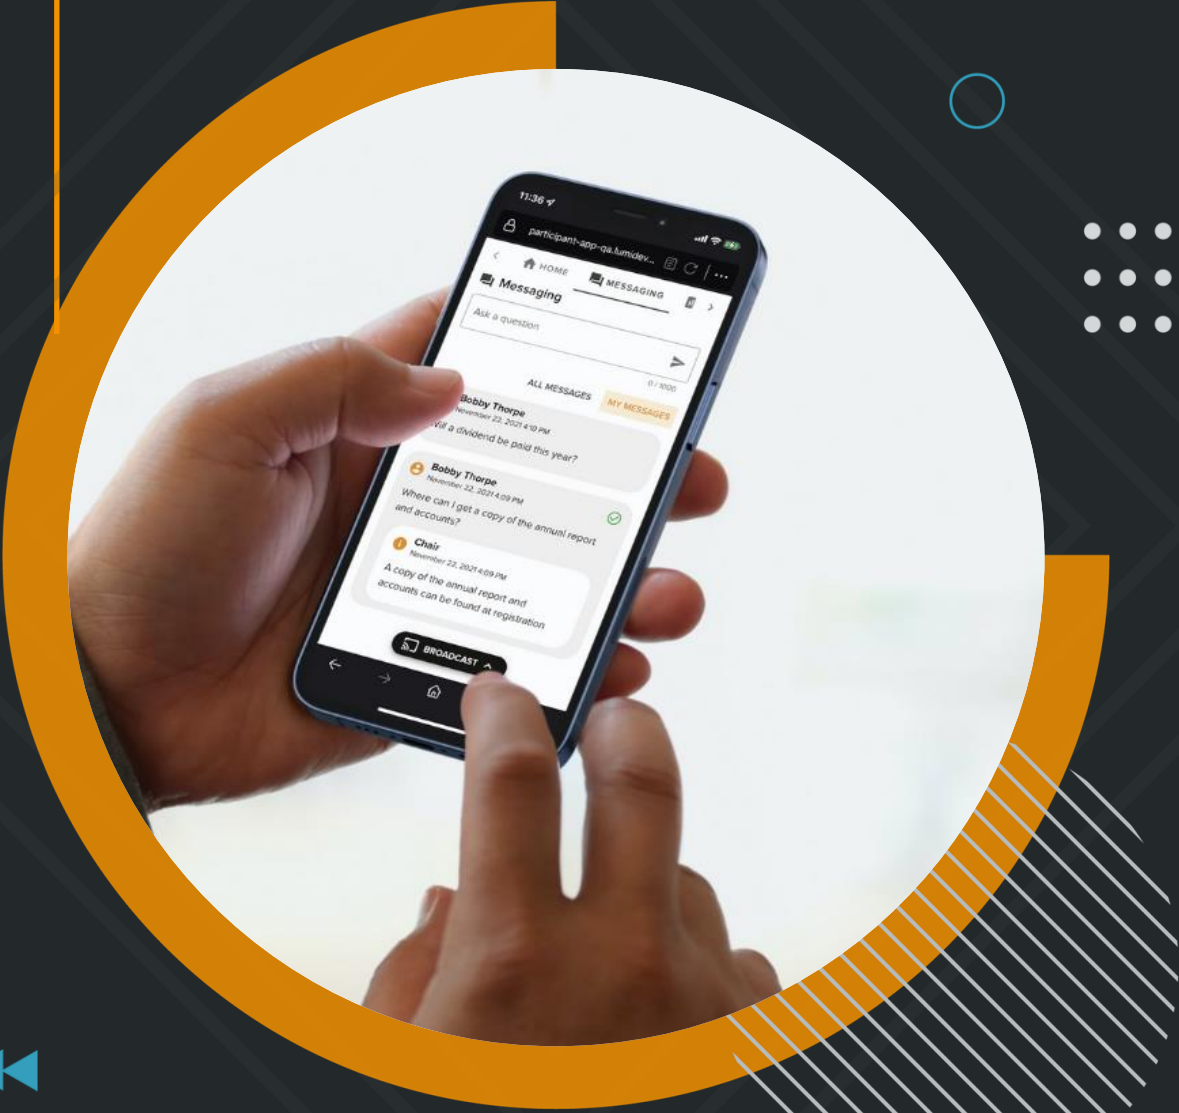 11:36
participant-app-qa.lumidev...
HOME
MESSAGING
Messaging
Ask a question
0 / 1000
ALL MESSAGES
MY MESSAGES
Bobby Thorpe
November 22, 2021 4:10 PM
Will a dividend be paid this year?
Bobby Thorpe
November 22, 2021 4:09 PM
Where can I get a copy of the annual report
and accounts?
Chair
November 22, 2021 4:09 PM
A copy of the annual report and
accounts can be found at registration
BROADCAST